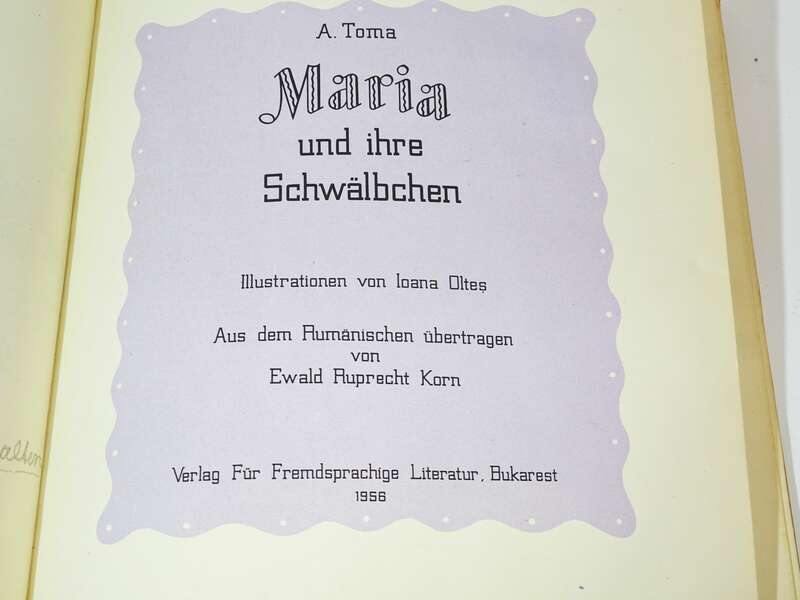 A. Toma
Maria
und ihre
Schwälbchen
Illustrationen von Ioana Olteș
Aus dem Rumänischen übertragen
von
Ewald Ruprecht Korn
Verlag Für Fremdsprachige Literatur, Bukarest
1956
alten